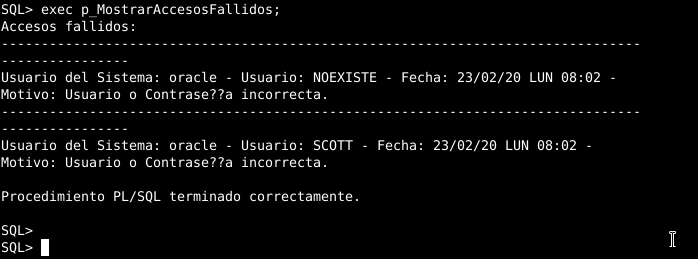 SQL> exec p_MostrarAccesosFallidos;
Accesos fallidos:
--------------------------------------------------------------------------------
----------------
Usuario del Sistema: oracle - Usuario: NOEXISTE - Fecha: 23/02/20 LUN 08:02 -
Motivo: Usuario o Contrase??a incorrecta.
--------------------------------------------------------------------------------
----------------
Usuario del Sistema: oracle - Usuario: SCOTT - Fecha: 23/02/20 LUN 08:02 -
Motivo: Usuario o Contrase??a incorrecta.
Procedimiento PL/SQL terminado correctamente.
SQL>
SQL>